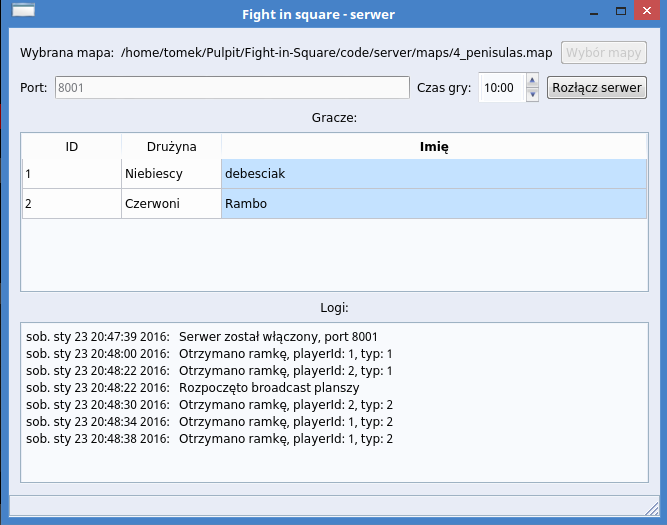 Fight in square - serwer
Wybrana mapa: /home/tomek/Pulpit/Fight-in-Square/code/server/maps/4_penisulas.map Wybór mapy
Port: 8001 Czas gry: 10:00 Rozłącz serwer
Gracze:
ID Drużyna Imię
1 Niebiescy debesciak
2 Czerwoni Rambo
Logi:
sob. sty 23 20:47:39 2016: Serwer został włączony, port 8001
sob. sty 23 20:48:00 2016: Otrzymano ramkę, playerId: 1, typ: 1
sob. sty 23 20:48:22 2016: Otrzymano ramkę, playerId: 2, typ: 1
sob. sty 23 20:48:22 2016: Rozpoczęto broadcast planszy
sob. sty 23 20:48:30 2016: Otrzymano ramkę, playerId: 2, typ: 2
sob. sty 23 20:48:34 2016: Otrzymano ramkę, playerId: 1, typ: 2
sob. sty 23 20:48:38 2016: Otrzymano ramkę, playerId: 1, typ: 2